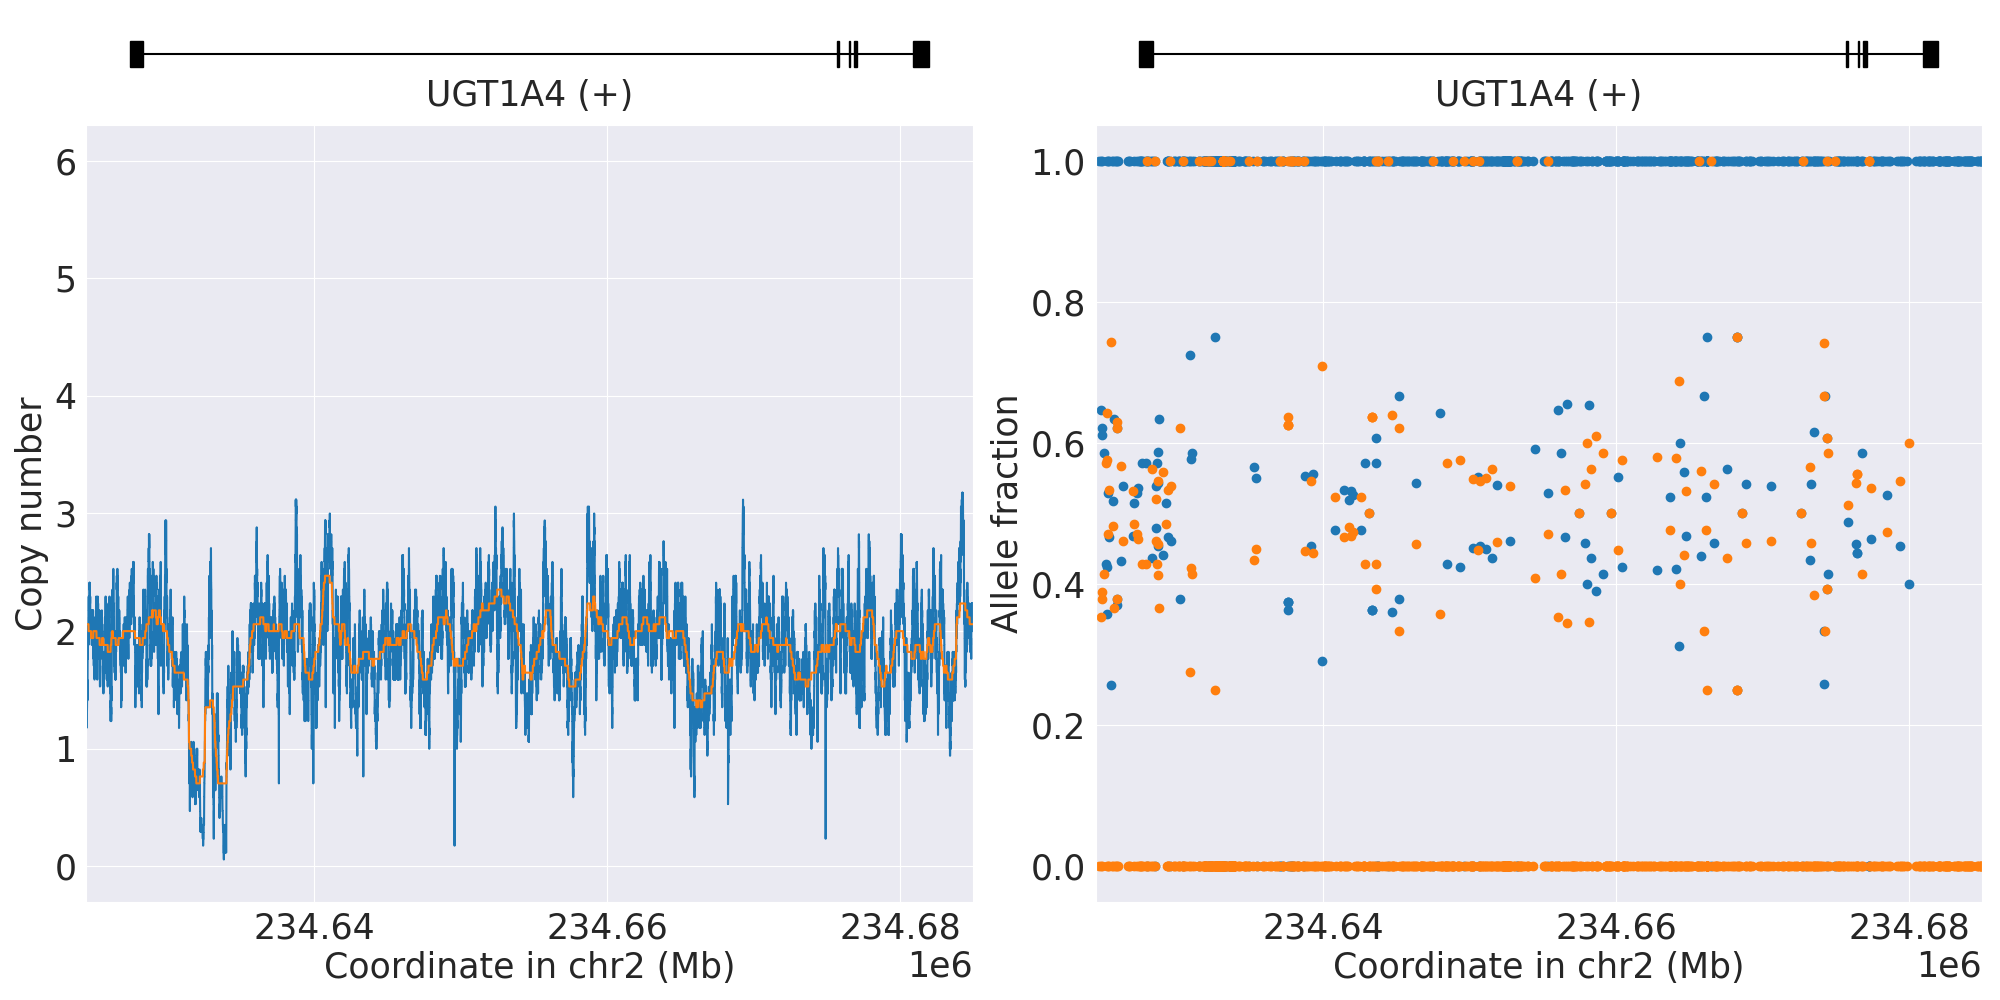 UGT1A4 (+)
6
5
4
3
2
1
0
Copy number
234.64
234.66
234.68
Coordinate in chr2 (Mb)
1e6
UGT1A4 (+)
1.0
0.8
0.6
0.4
0.2
0.0
Allele fraction
234.64
234.66
234.68
Coordinate in chr2 (Mb)
1e6